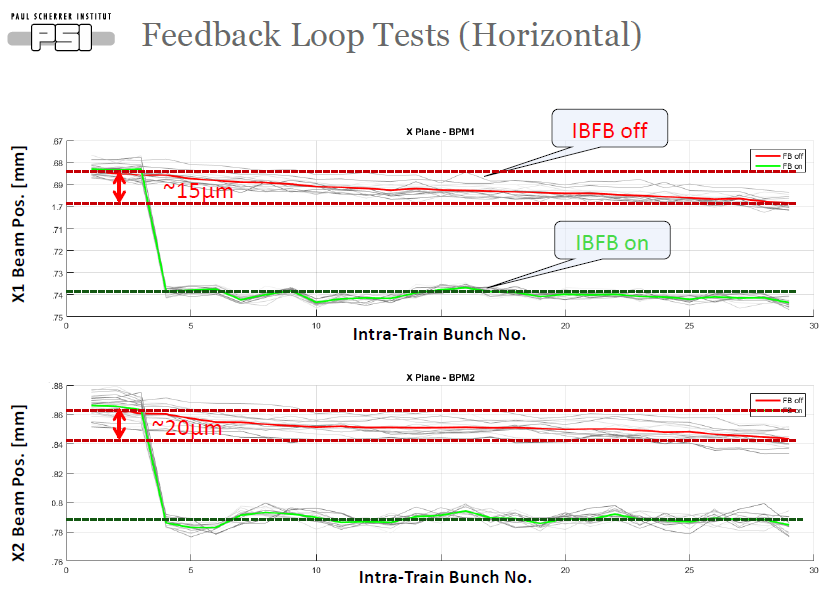 PAUL SCHERRER INSTITUT
PSI
Feedback Loop Tests (Horizontal)
X Plane - BPM1
IBFB off
FB off
FB on
.67
.68
.69
1.7
.71
.72
.73
.74
.75
~15µm
IBFB on
X1 Beam Pos. [mm]
0
5
10
15
20
25
30
Intra-Train Bunch No.
X Plane - BPM2
FB off
FB on
.88
.86
.84
.82
0.8
.78
.76
~20µm
X2 Beam Pos. [mm]
0
5
10
15
20
25
30
Intra-Train Bunch No.